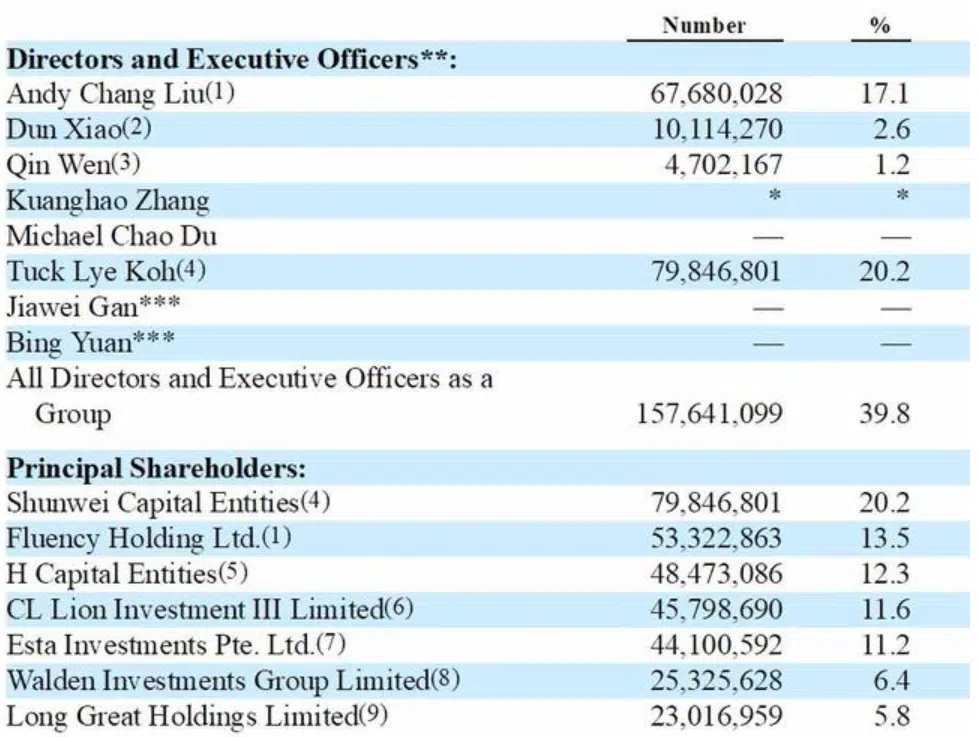 Number %
Directors and Executive Officers**:
Andy Chang Liu(1) 67,680,028 17.1
Dun Xiao(2) 10,114,270 2.6
Qin Wen(3) 4,702,167 1.2
Kuanghao Zhang * *
Michael Chao Du — —
Tuck Lye Koh(4) 79,846,801 20.2
Jiawei Gan*** — —
Bing Yuan*** — —
All Directors and Executive Officers as a
Group 157,641,099 39.8
Principal Shareholders:
Shunwei Capital Entities(4) 79,846,801 20.2
Fluency Holding Ltd.(1) 53,322,863 13.5
H Capital Entities(5) 48,473,086 12.3
CL Lion Investment III Limited(6) 45,798,690 11.6
Esta Investments Pte. Ltd.(7) 44,100,592 11.2
Walden Investments Group Limited(8) 25,325,628 6.4
Long Great Holdings Limited(9) 23,016,959 5.8